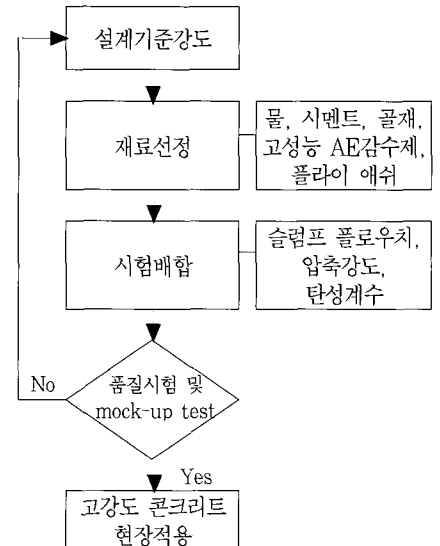 설계기준강도
재료선정
물, 시멘트, 골재,
고성능 AE감수제,
플라이 애쉬
시험배합
슬럼프 플로우치,
압축강도,
탄성계수
No
품질시험 및
mock-up test
Yes
고강도 콘크리트
현장적용